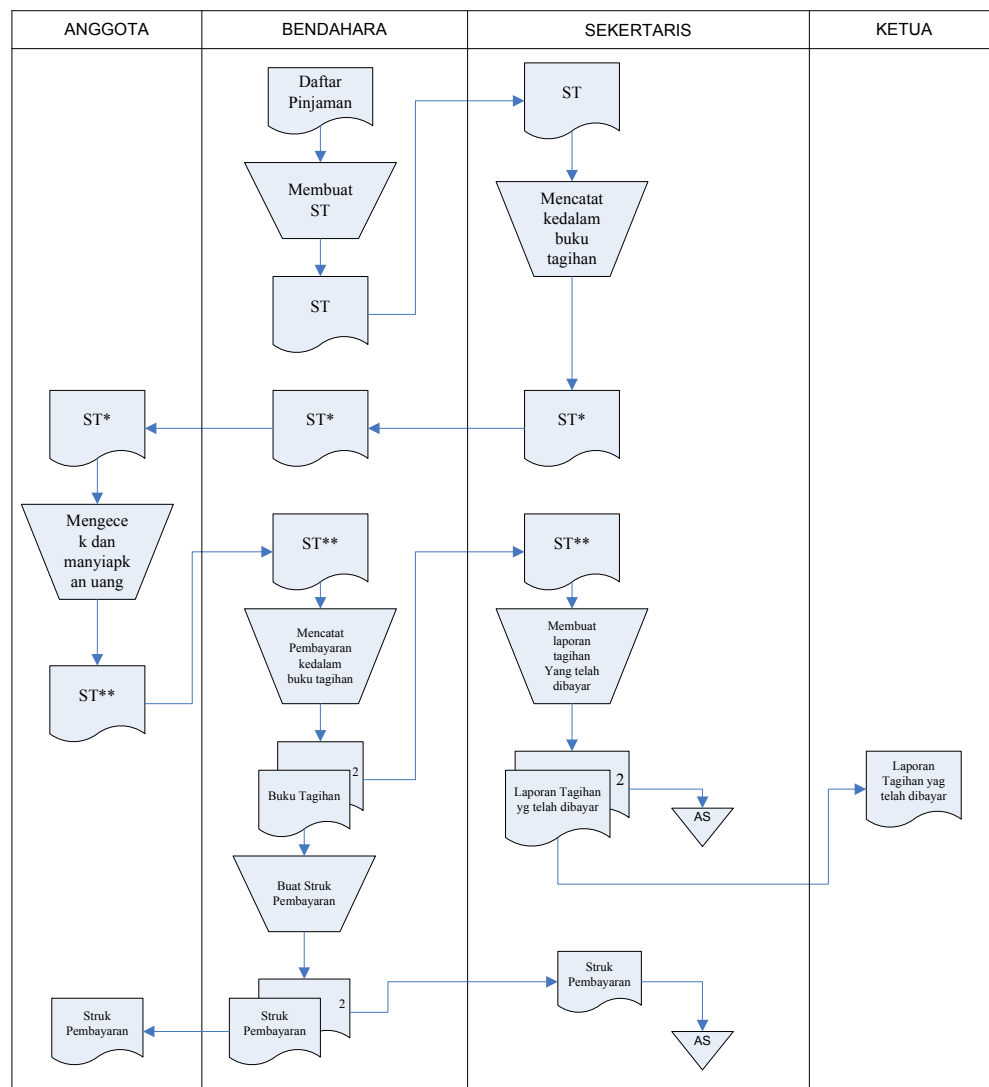 ANGGOTA
BENDAHARA
SEKERTARIS
KETUA
Daftar
Pinjaman
ST
Membuat
ST
Mencatat
kedalam
buku
tagihan
ST
ST*
ST*
ST*
Mengece
k dan
manyiapk
an uang
ST**
ST**
Mencatat
Pembayaran
kedalam
buku tagihan
Membuat
laporan
tagihan
Yang telah
dibayar
ST**
2
Buku Tagihan
2
Laporan Tagihan
yg telah dibayar
AS
Laporan
Tagihan yag
telah dibayar
Buat Struk
Pembayaran
Struk
Pembayaran
2
Struk
Pembayaran
Struk
Pembayaran
AS